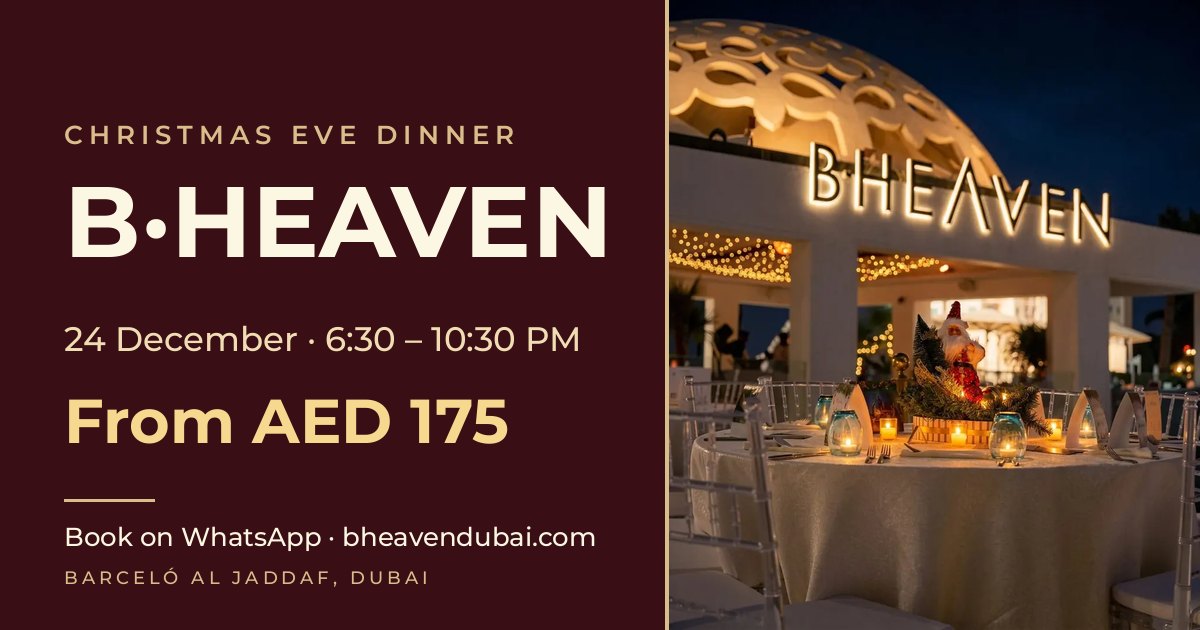 CHRISTMAS EVE DINNER
B·HEAVEN
24 December · 6:30 – 10:30 PM
From AED 175
Book on WhatsApp · bheavendubai.com
BARCELÓ AL JADDAF, DUBAI
BHEAVEN